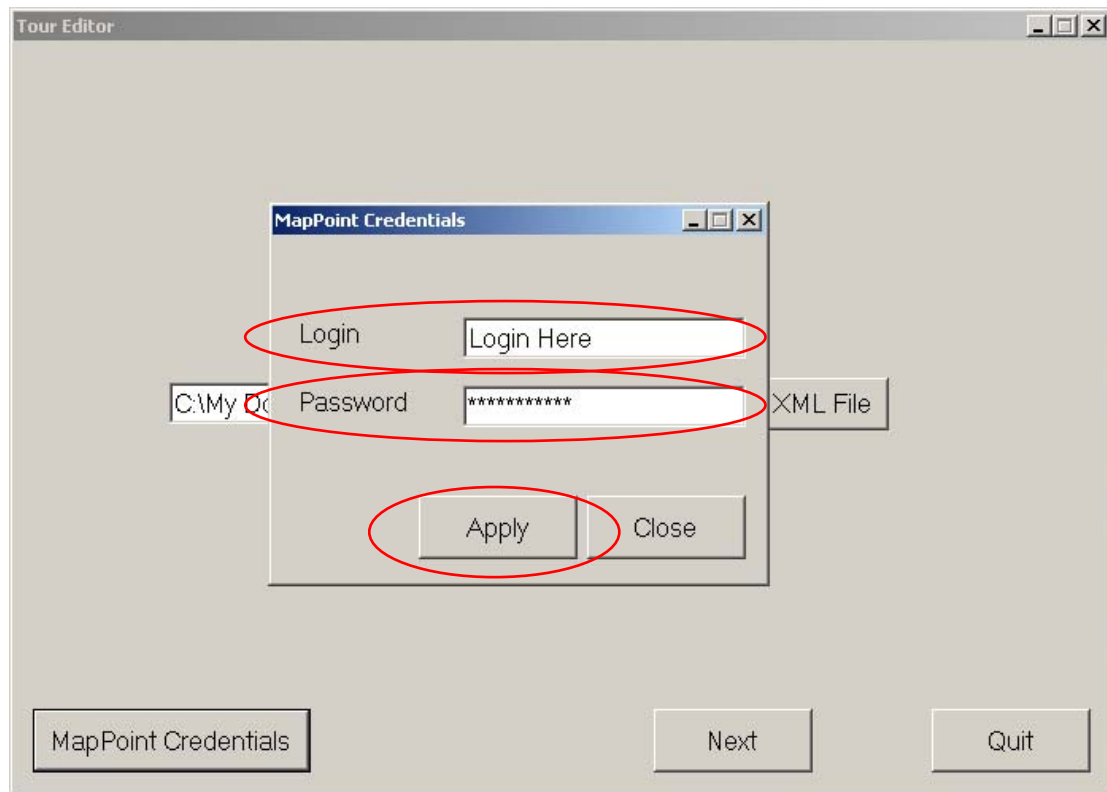 Tour Editor
MapPoint Credentials
Login
Login Here
C:\My Do
Password
***********
XML File
Apply
Close
MapPoint Credentials
Next
Quit